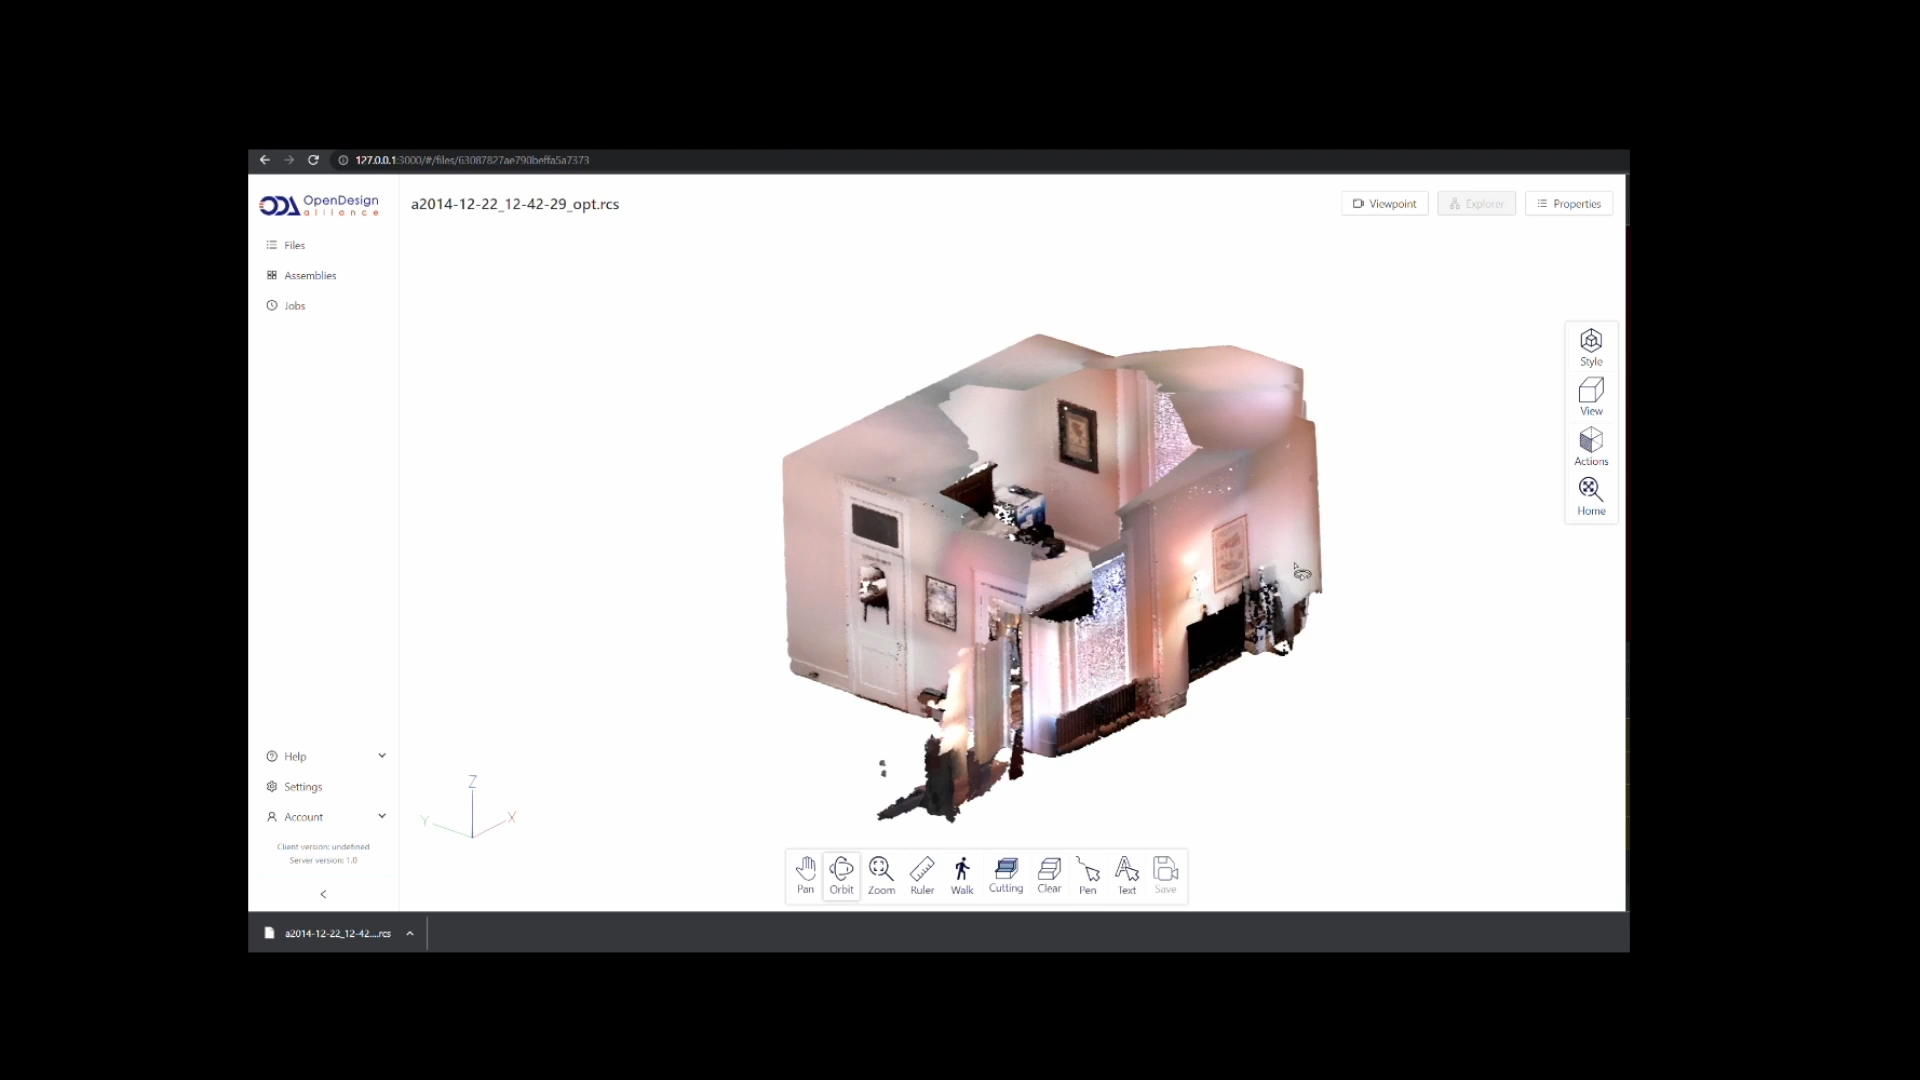 127.0.0.1:3000/#/files/63087827ae790beffa5a7373
OpenDesign
alliance
a2014-12-22_12-42-29_opt.rcs
Viewpoint
Explorer
Properties
Files
Assemblies
Jobs
Style
View
Actions
Home
Help
Settings
Account
Client version: undefined
Server version: 1.0
Z
Y
X
Pan
Orbit
Zoom
Ruler
Walk
Cutting
Clear
Pen
Text
Save
a2014-12-22_12-42....rcs